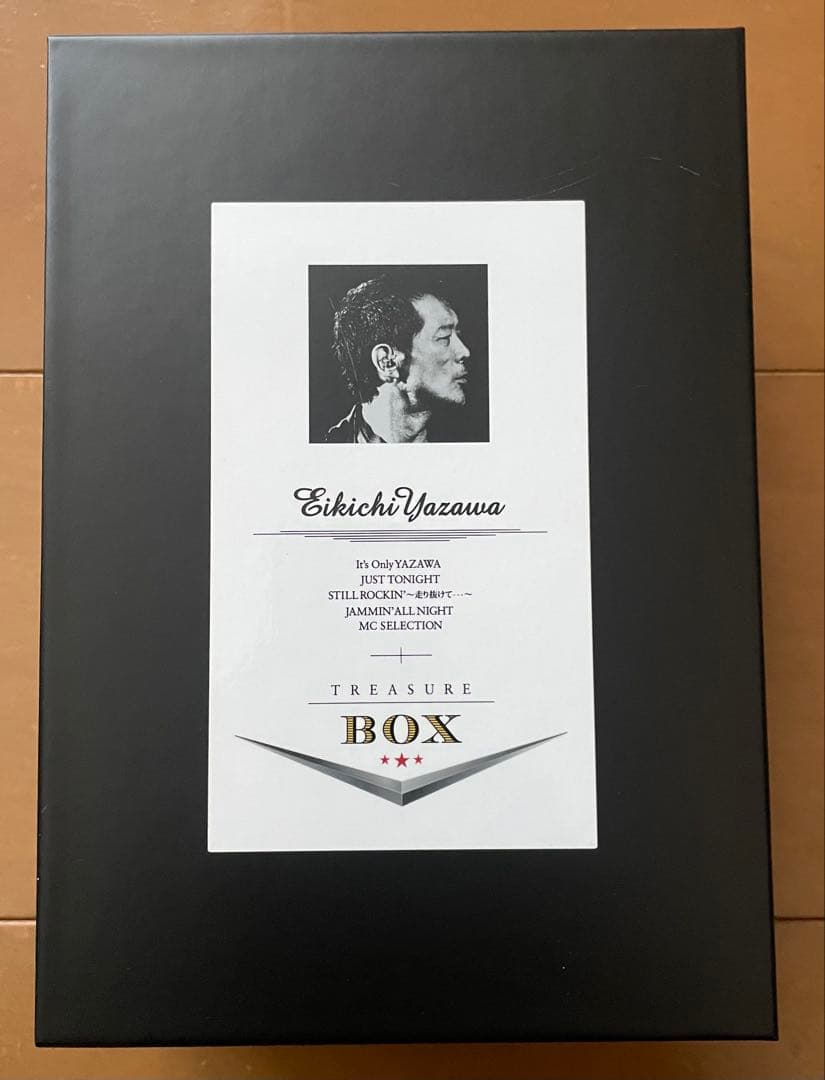 Eikichi Yazawa
It's Only YAZAWA
JUST TONIGHT
STILL ROCKIN'〜走り抜けて･･･〜
JAMMIN' ALL NIGHT
MC SELECTION
TREASURE
BOX